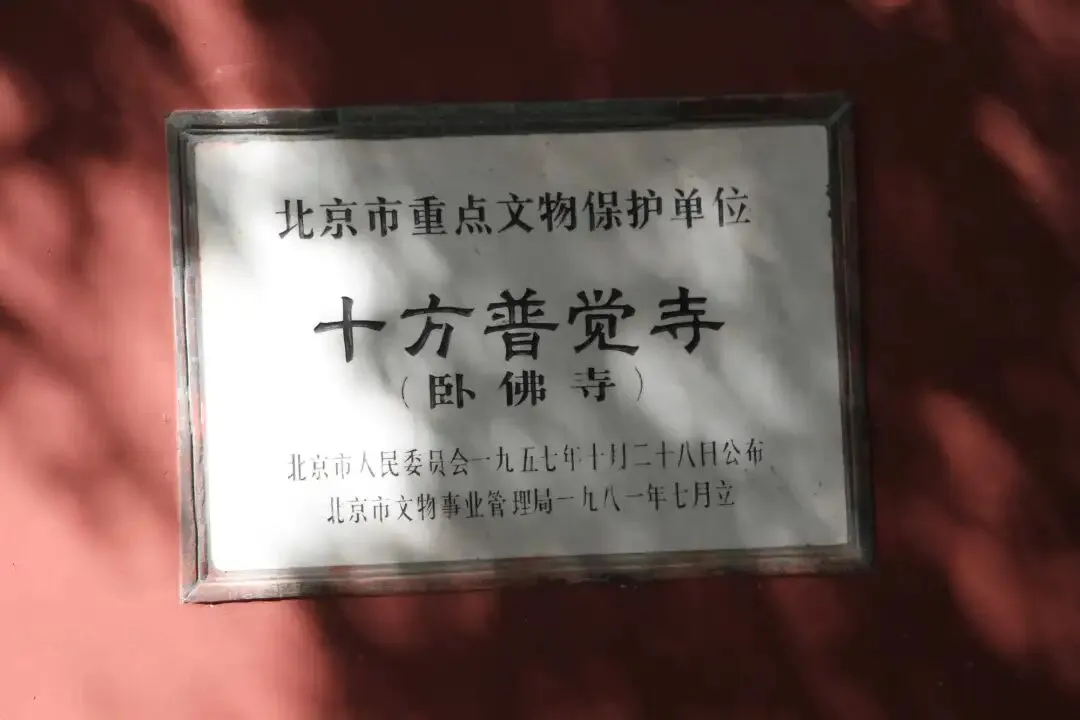 北京市重点文物保护单位
十方普觉寺
（卧佛寺）
北京市人民委员会一九五七年十月二十八日公布
北京市文物事业管理局一九八一年七月立